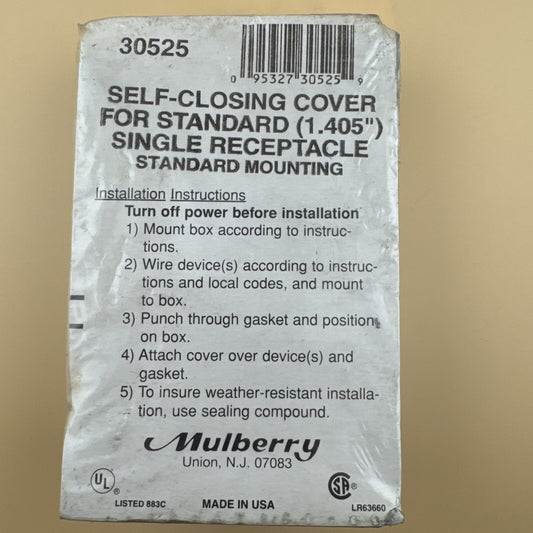 30525
0 95327 30525 9
SELF-CLOSING COVER
FOR STANDARD (1.405")
SINGLE RECEPTACLE
STANDARD MOUNTING
Installation Instructions
Turn off power before installation
1) Mount box according to instruc-
tions.
2) Wire device(s) according to instruc-
tions and local codes, and mount
to box.
3) Punch through gasket and position
on box.
4) Attach cover over device(s) and
gasket.
5) To insure weather-resistant installa-
tion, use sealing compound.
Mulberry
Union, N.J. 07083
UL ®
SA ®
LISTED 883C
MADE IN USA
LR63660